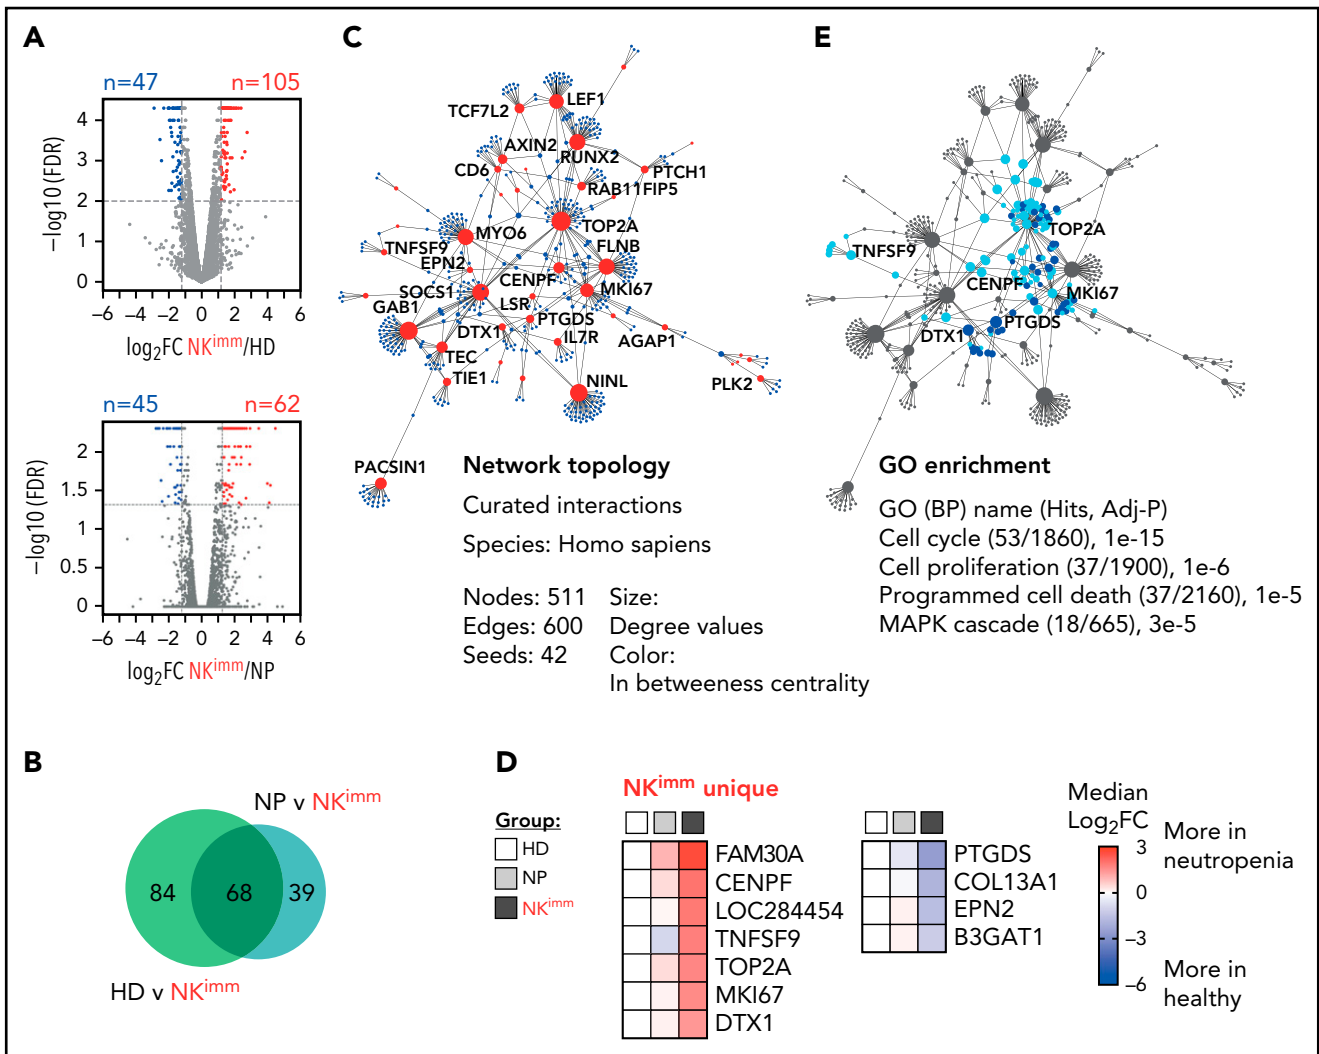 A
n=47 n=105
−log10 (FDR)
4
3
2
1
0
−6 −4 −2 0 2 4 6
log2FC NKimm/HD
n=45 n=62
−log10 (FDR)
2
1.5
1
0.5
0
−6 −4 −2 0 2 4 6
log2FC NKimm/NP
B
NP v NKimm
84 68 39
HD v NKimm
C
TCF7L2
LEF1
AXIN2
RUNX2
CD6
PTCH1
RAB11FIP5
MYO6
TOP2A
TNFSF9
FLNB
EPN2
CENPF
SOCS1
MKI67
GAB1
LSR
PTGDS
DTX1
IL7R
AGAP1
TEC
TIE1
NINL
PLK2
PACSIN1
Network topology
Curated interactions
Species: Homo sapiens
Nodes: 511
Edges: 600
Seeds: 42
Size:
Degree values
Color:
In betweeness centrality
D
Group:
HD
NP
NKimm
NKimm unique
FAM30A
CENPF
LOC284454
TNFSF9
TOP2A
MKI67
DTX1
PTGDS
COL13A1
EPN2
B3GAT1
Median
Log2FC
3
0
−3
−6
More in
neutropenia
More in
healthy
E
TOP2A
TNFSF9
CENPF
MKI67
PTGDS
DTX1
GO enrichment
GO (BP) name (Hits, Adj-P)
Cell cycle (53/1860), 1e-15
Cell proliferation (37/1900), 1e-6
Programmed cell death (37/2160), 1e-5
MAPK cascade (18/665), 3e-5